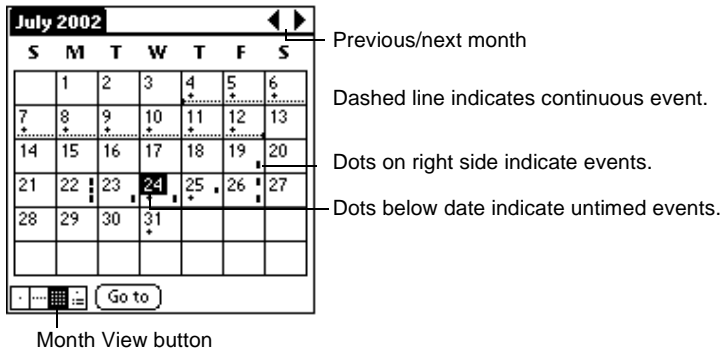 July 2002
Previous/next month
S M T W T F S
1 2 3 4 5 6
Dashed line indicates continuous event.
7 8 9 10 11 12 13
14 15 16 17 18 19 20
Dots on right side indicate events.
21 22 23 24 25 26 27
Dots below date indicate untimed events.
28 29 30 31
Go to
Month View button